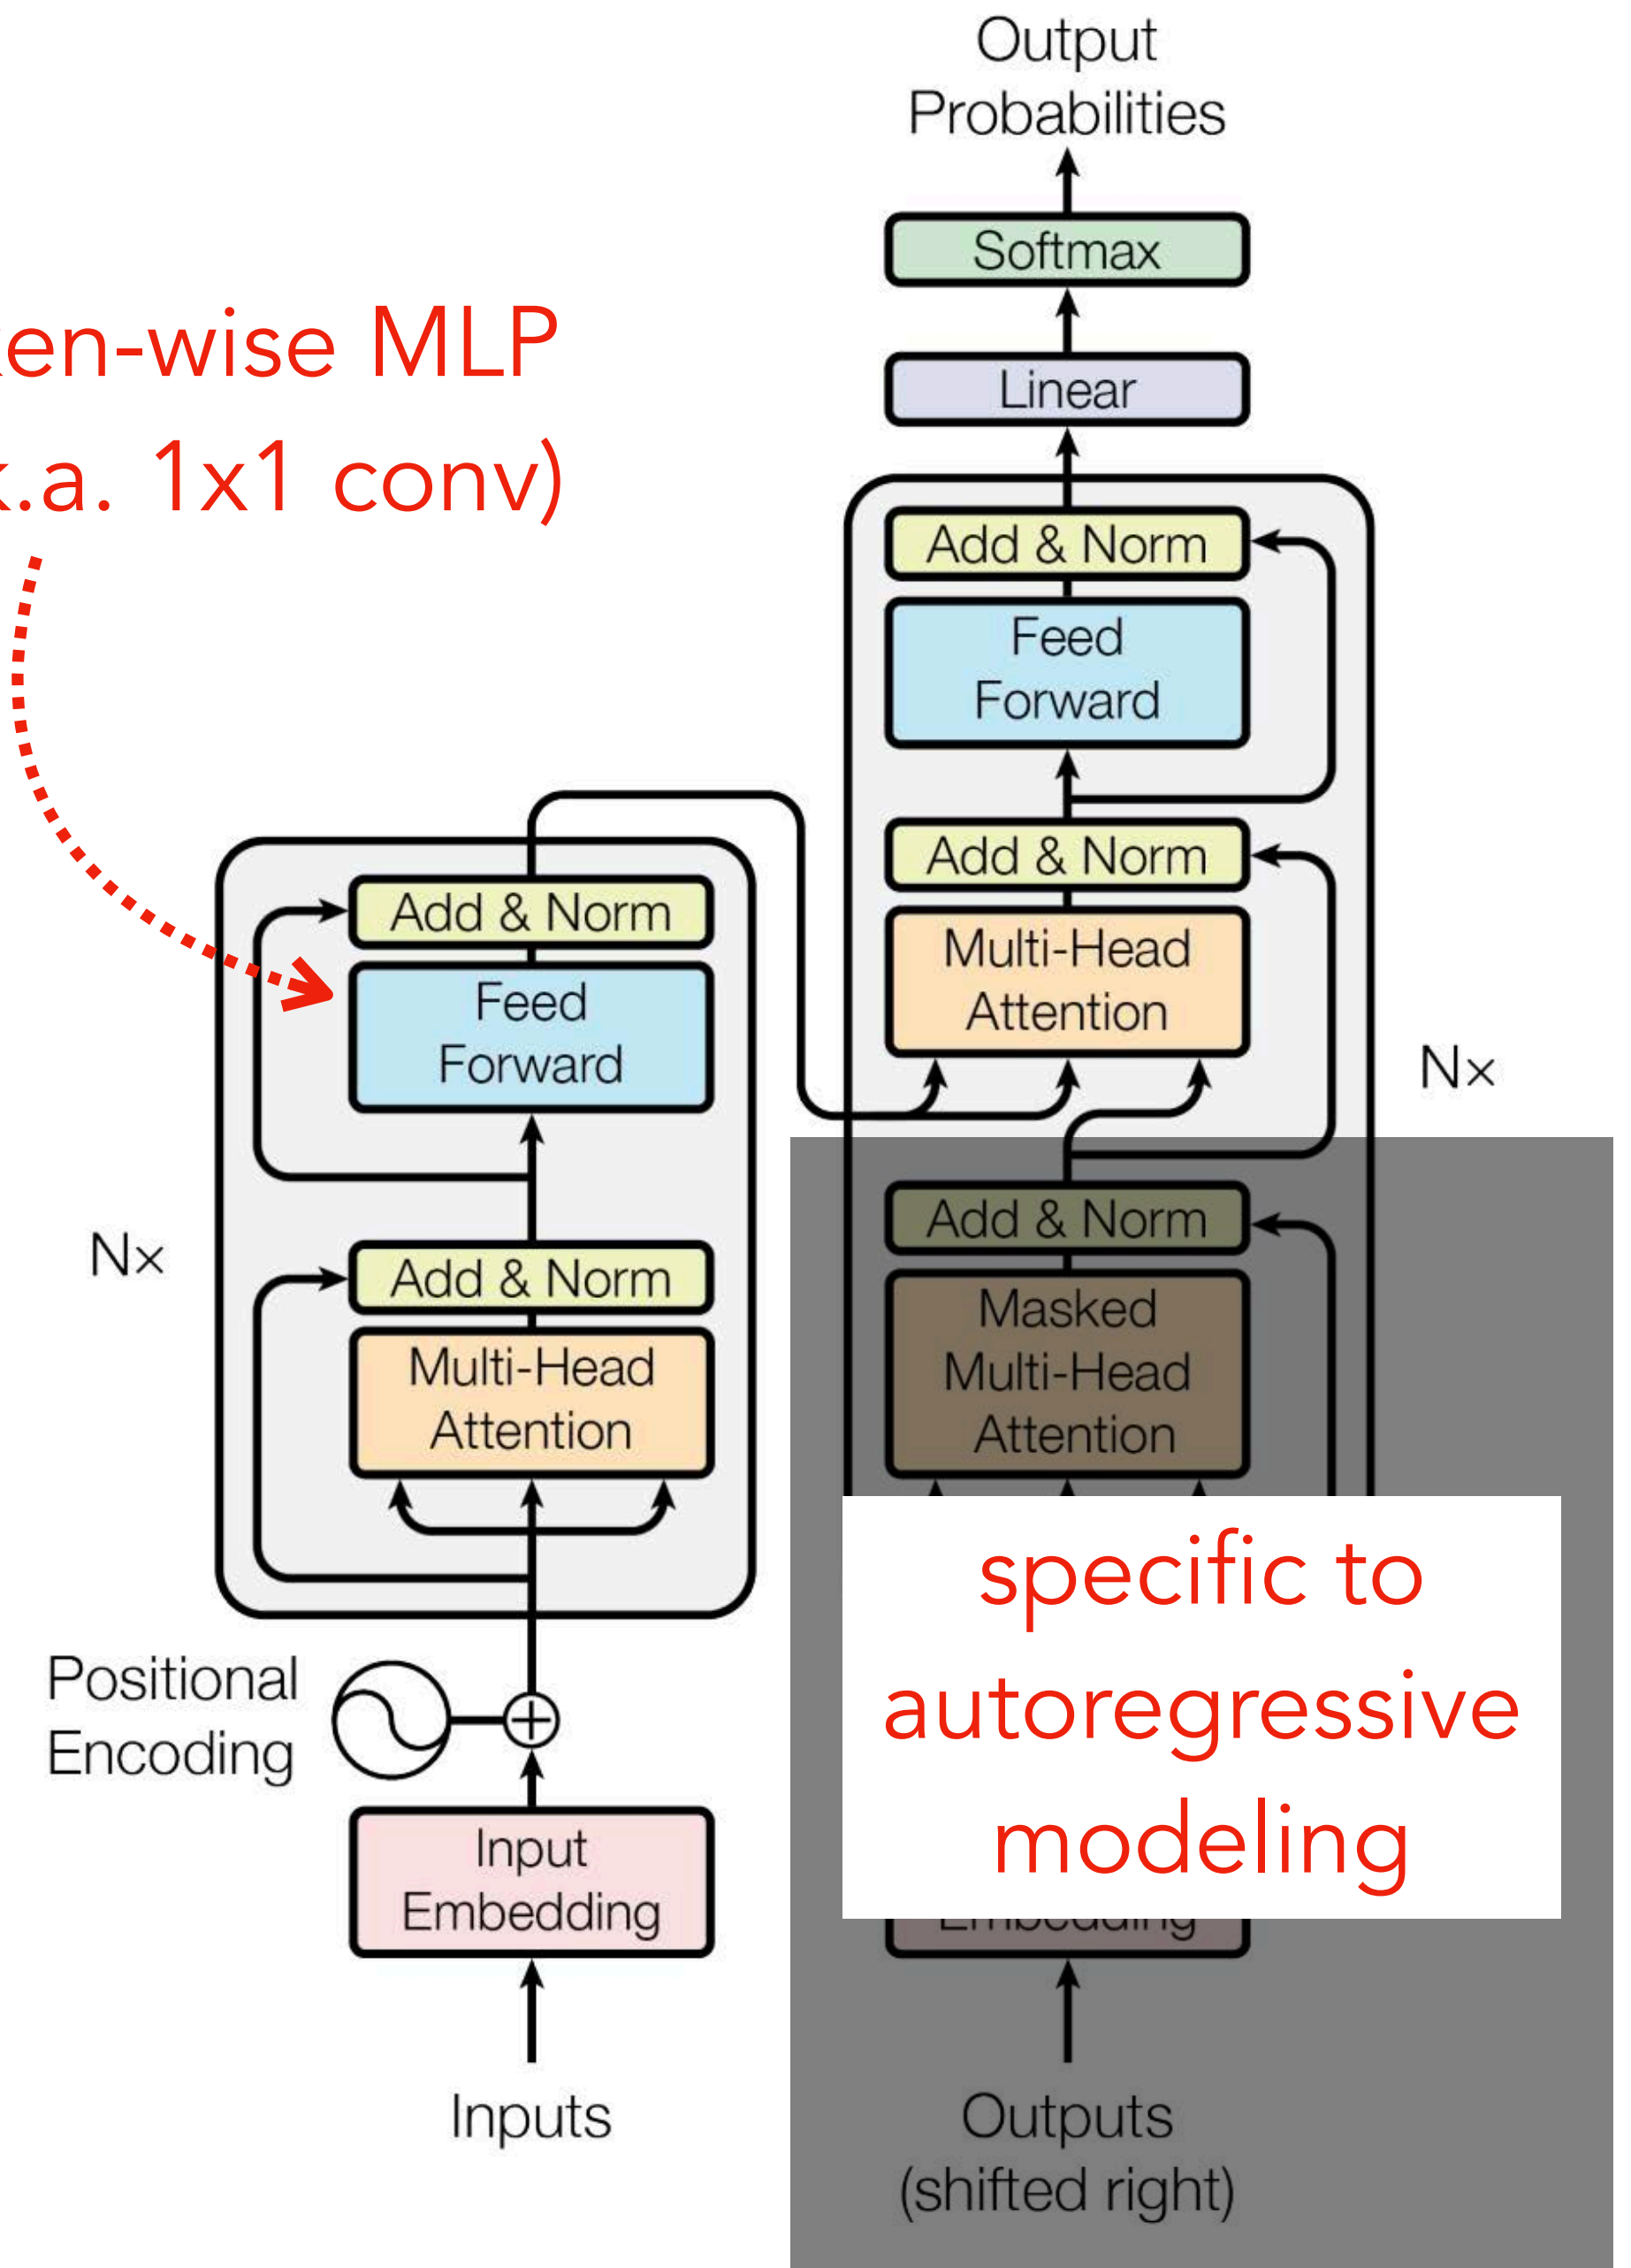 Output
Probabilities
Softmax
Linear
en-wise MLP
k.a. 1x1 conv)
Add & Norm
Feed
Forward
Add & Norm
Multi-Head
Attention
Nx
Add & Norm
Feed
Forward
Nx
Add & Norm
Multi-Head
Attention
Add & Norm
Masked
Multi-Head
Attention
specific to
autoregressive
modeling
Positional
Encoding
Input
Embedding
Embedding
Inputs
Outputs
(shifted right)